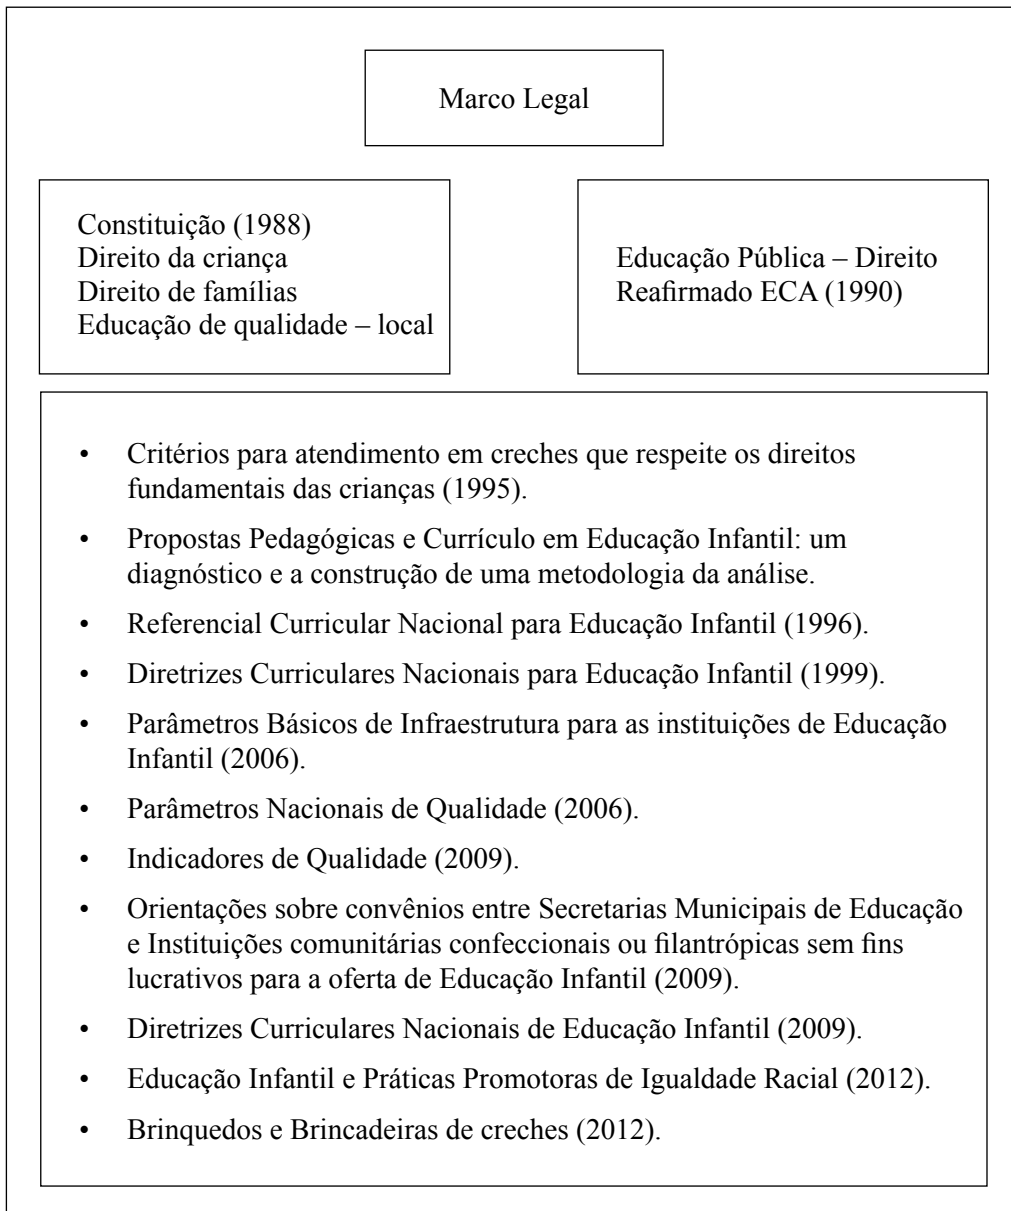 Marco Legal
Constituição (1988)
Direito da criança
Direito de famílias
Educação de qualidade – local
Educação Pública – Direito
Reafirmado ECA (1990)
• Critérios para atendimento em creches que respeite os direitos
fundamentais das crianças (1995).
• Propostas Pedagógicas e Currículo em Educação Infantil: um
diagnóstico e a construção de uma metodologia da análise.
• Referencial Curricular Nacional para Educação Infantil (1996).
• Diretrizes Curriculares Nacionais para Educação Infantil (1999).
• Parâmetros Básicos de Infraestrutura para as instituições de Educação
Infantil (2006).
• Parâmetros Nacionais de Qualidade (2006).
• Indicadores de Qualidade (2009).
• Orientações sobre convênios entre Secretarias Municipais de Educação
e Instituições comunitárias confeccionais ou filantrópicas sem fins
lucrativos para a oferta de Educação Infantil (2009).
• Diretrizes Curriculares Nacionais de Educação Infantil (2009).
• Educação Infantil e Práticas Promotoras de Igualdade Racial (2012).
• Brinquedos e Brincadeiras de creches (2012).